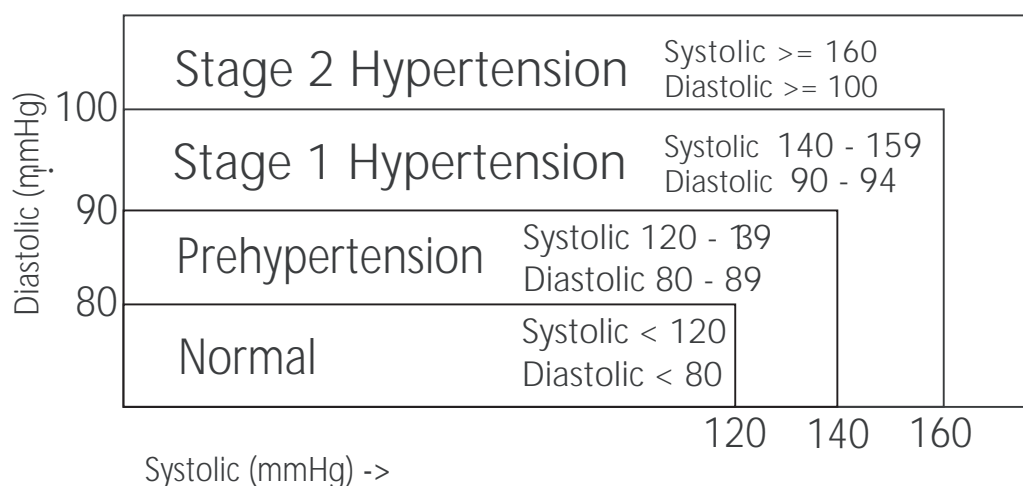 Stage 2 Hypertension
Systolic >= 160
Diastolic >= 100
Stage 1 Hypertension
Systolic 140 - 159
Diastolic 90 - 94
Prehypertension
Systolic 120 - 139
Diastolic 80 - 89
Normal
Systolic < 120
Diastolic < 80
Diastolic (mmHg)
100
90
80
120 140 160
Systolic (mmHg) ->